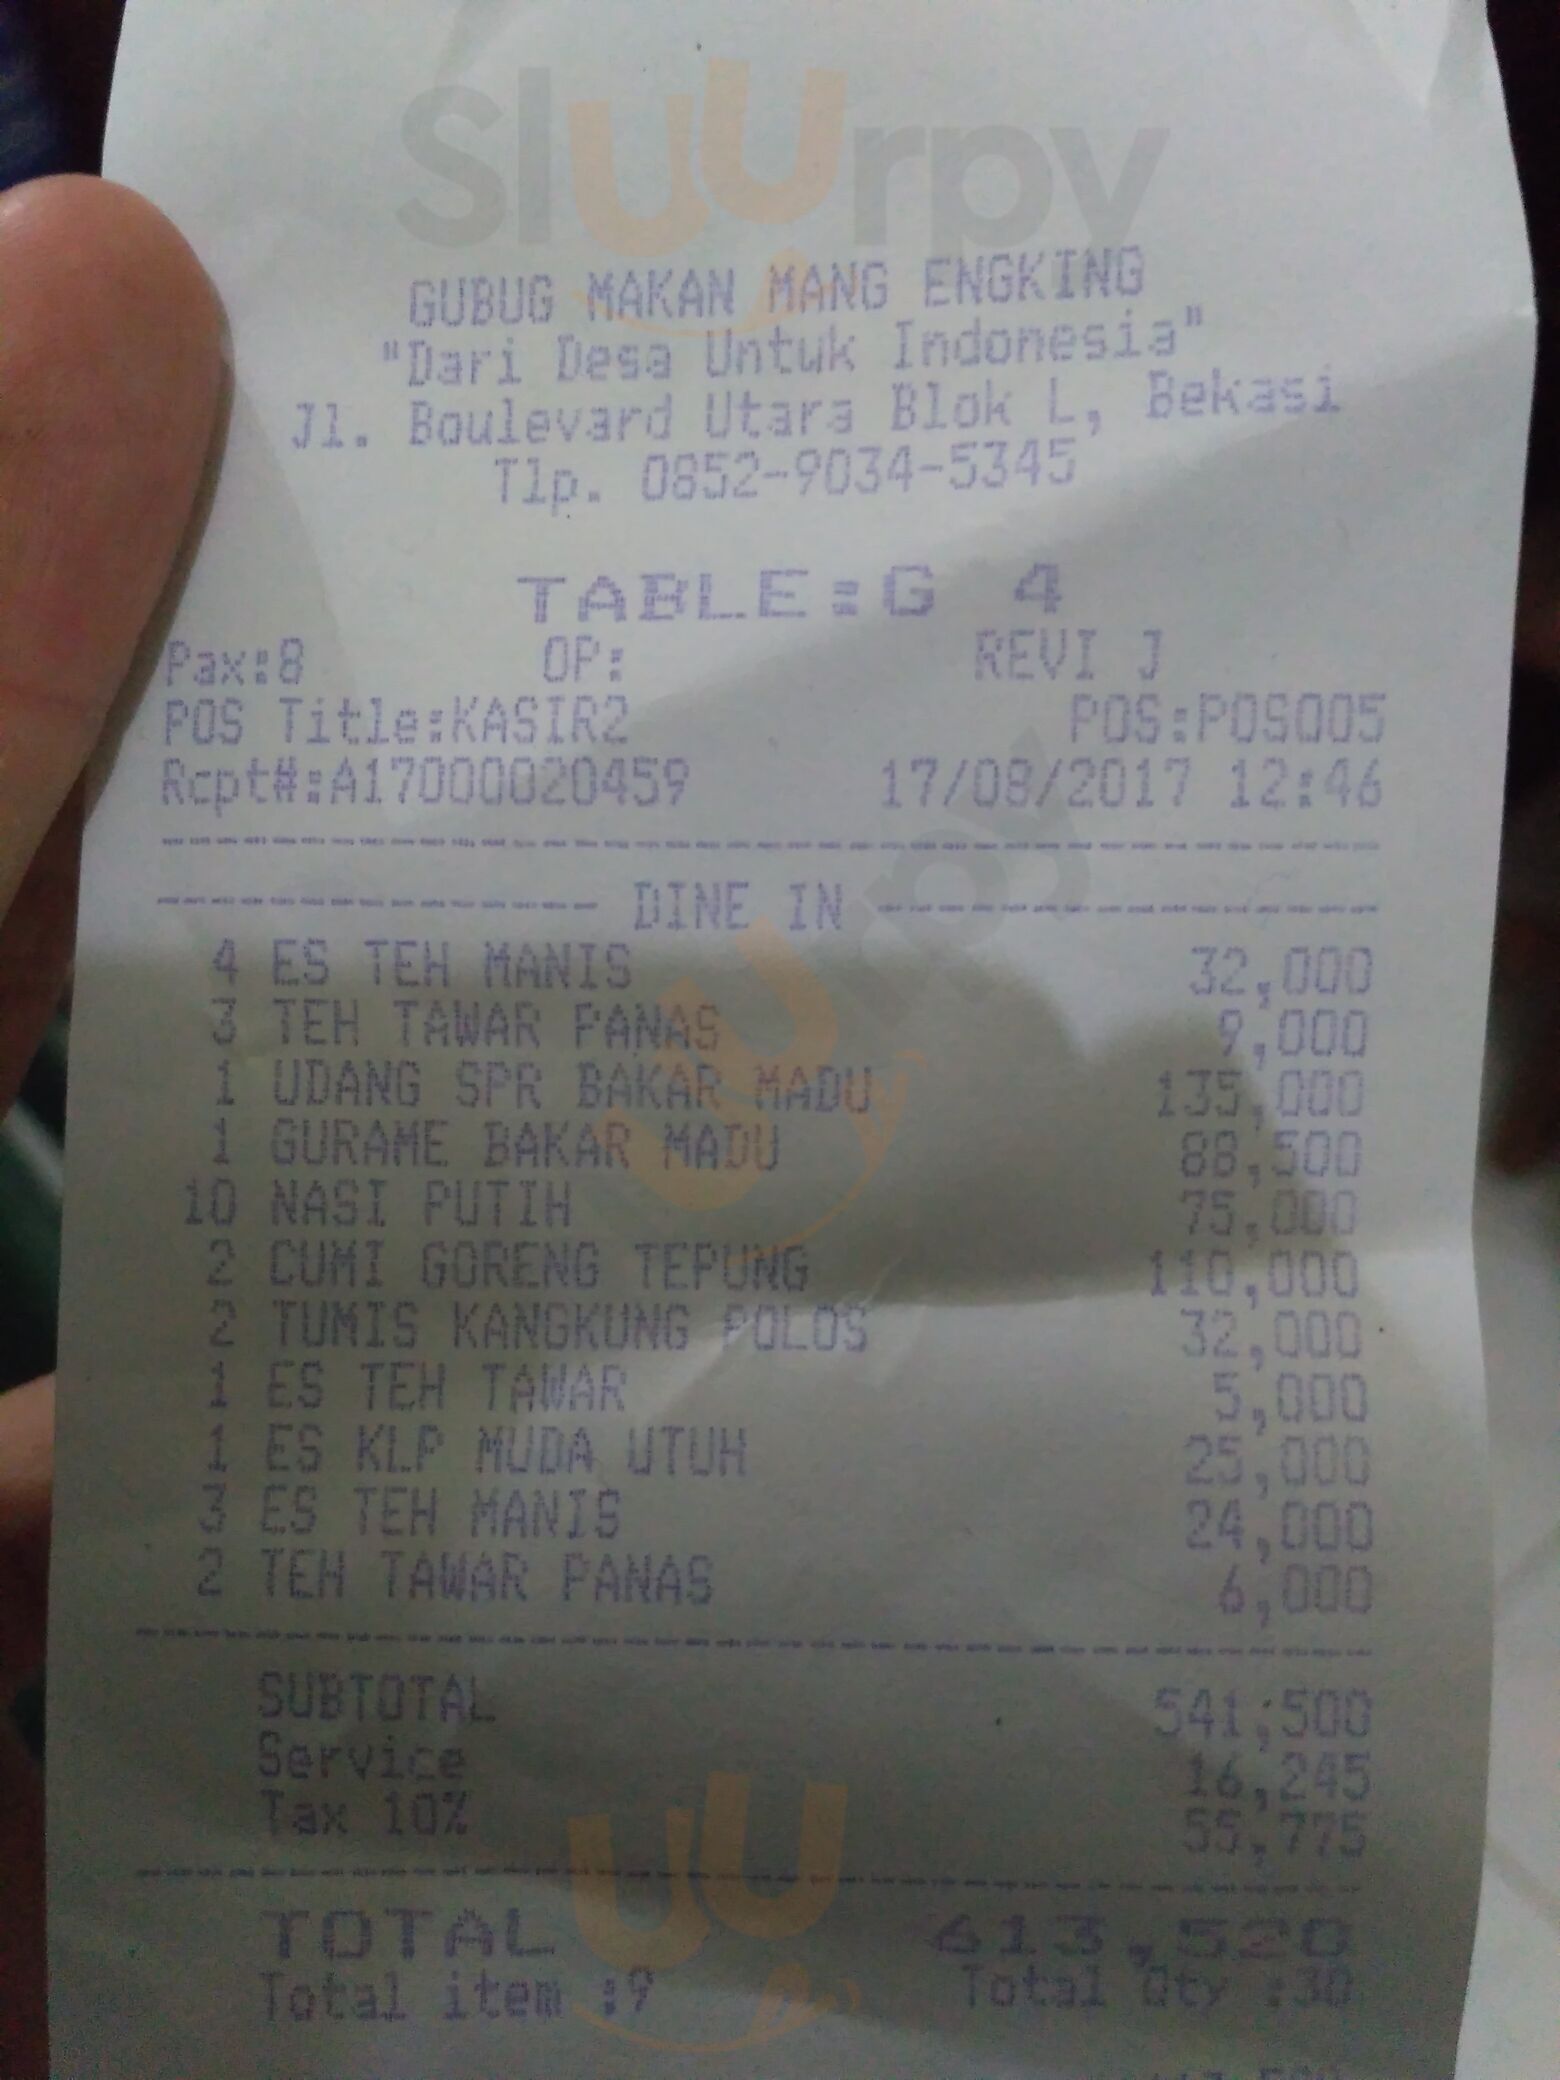 Sluurpy
GUBUG MAKAN MANG ENGKING
"Dari Desa Untuk Indonesia"
Jl. Boulevard Utara Blok L, Bekasi
Tlp. 0852-9034-5345
TABLE:G 4
Pax:8 OP: REVI J
POS Title:KASIR2 POS:POS005
Rcpt#:A17000020459 17/08/2017 12:46
DINE IN
4 ES TEH MANIS 32,000
3 TEH TAWAR PANAS 9,000
1 UDANG SPR BAKAR MADU 135,000
1 GURAME BAKAR MADU 88,500
10 NASI PUTIH 75,000
2 CUMI GORENG TEPUNG 110,000
2 TUMIS KANGKUNG POLOS 32,000
1 ES TEH TAWAR 5,000
1 ES KLP MUDA UTUH 25,000
3 ES TEH MANIS 24,000
2 TEH TAWAR PANAS 6,000
SUBTOTAL 541,500
Service 16,245
Tax 10% 55,775
TOTAL 613,520
Total item :9 Total Qty :30